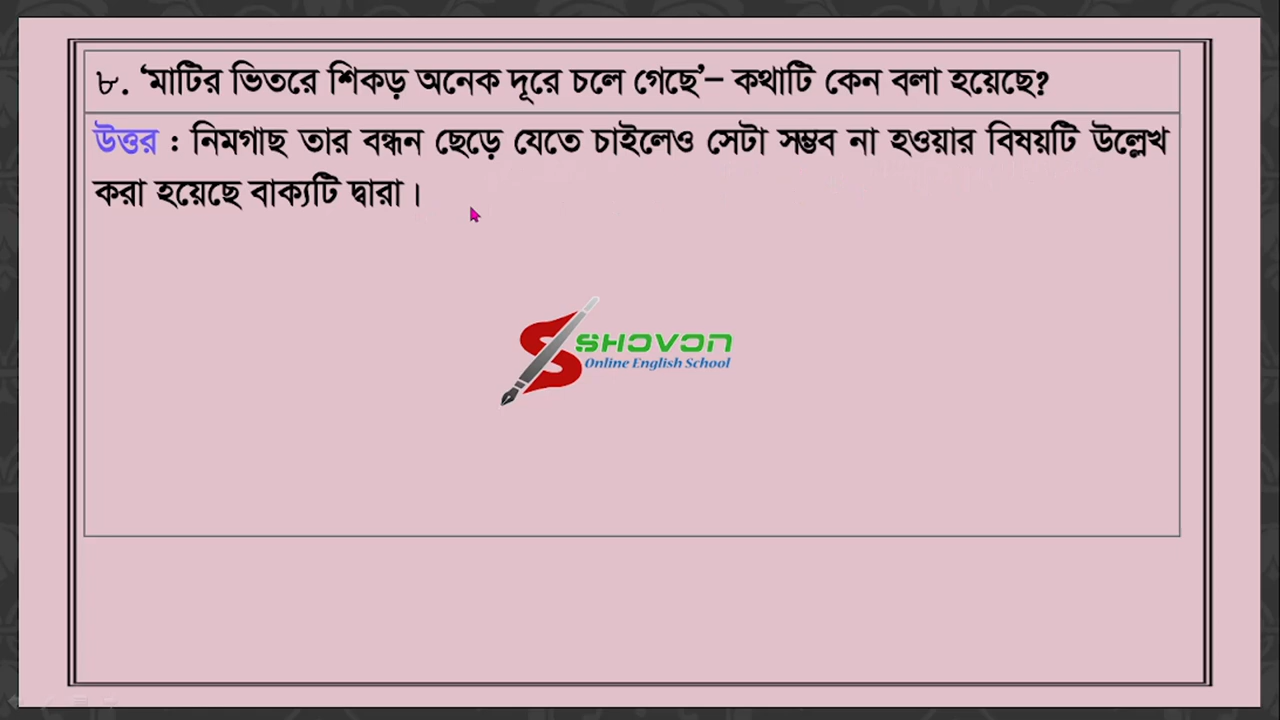 ৮. ‘মাটির ভিতরে শিকড় অনেক দূরে চলে গেছে’– কথাটি কেন বলা হয়েছে?
উত্তর : নিমগাছ তার বন্ধন ছেড়ে যেতে চাইলেও সেটা সম্ভব না হওয়ার বিষয়টি উল্লেখ
করা হয়েছে বাক্যটি দ্বারা।
SHOVON
Online English School